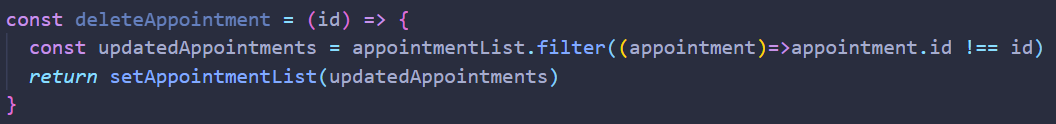 const deleteAppointment = (id) => {
  const updatedAppointments = appointmentList.filter((appointment)=>appointment.id !== id)
  return setAppointmentList(updatedAppointments)
}